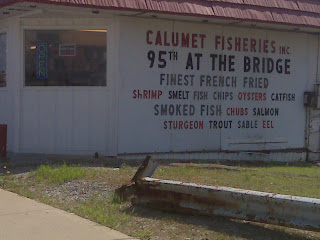 CALUMET FISHERIES INC
95TH AT THE BRIDGE
FINEST FRENCH FRIED
SHRIMP SMELT FISH CHIPS OYSTERS CATFISH
SMOKED FISH CHUBS SALMON
STURGEON TROUT SABLE EEL